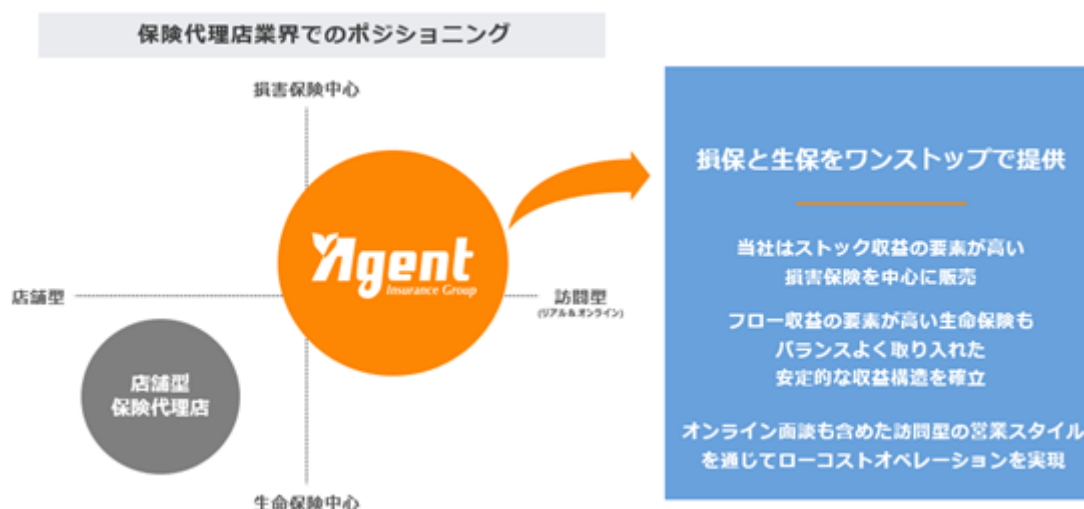 保険代理店業界でのポジショニング
損害保険中心
Agent
Insurance Group
店舗型
訪問型
(リアル&オンライン)
店舗型
保険代理店
生命保険中心
損保と生保をワンストップで提供
当社はストック収益の要素が高い
損害保険を中心に販売
フロー収益の要素が高い生命保険も
バランスよく取り入れた
安定的な収益構造を確立
オンライン面談も含めた訪問型の営業スタイル
を通じてローコストオペレーションを実現